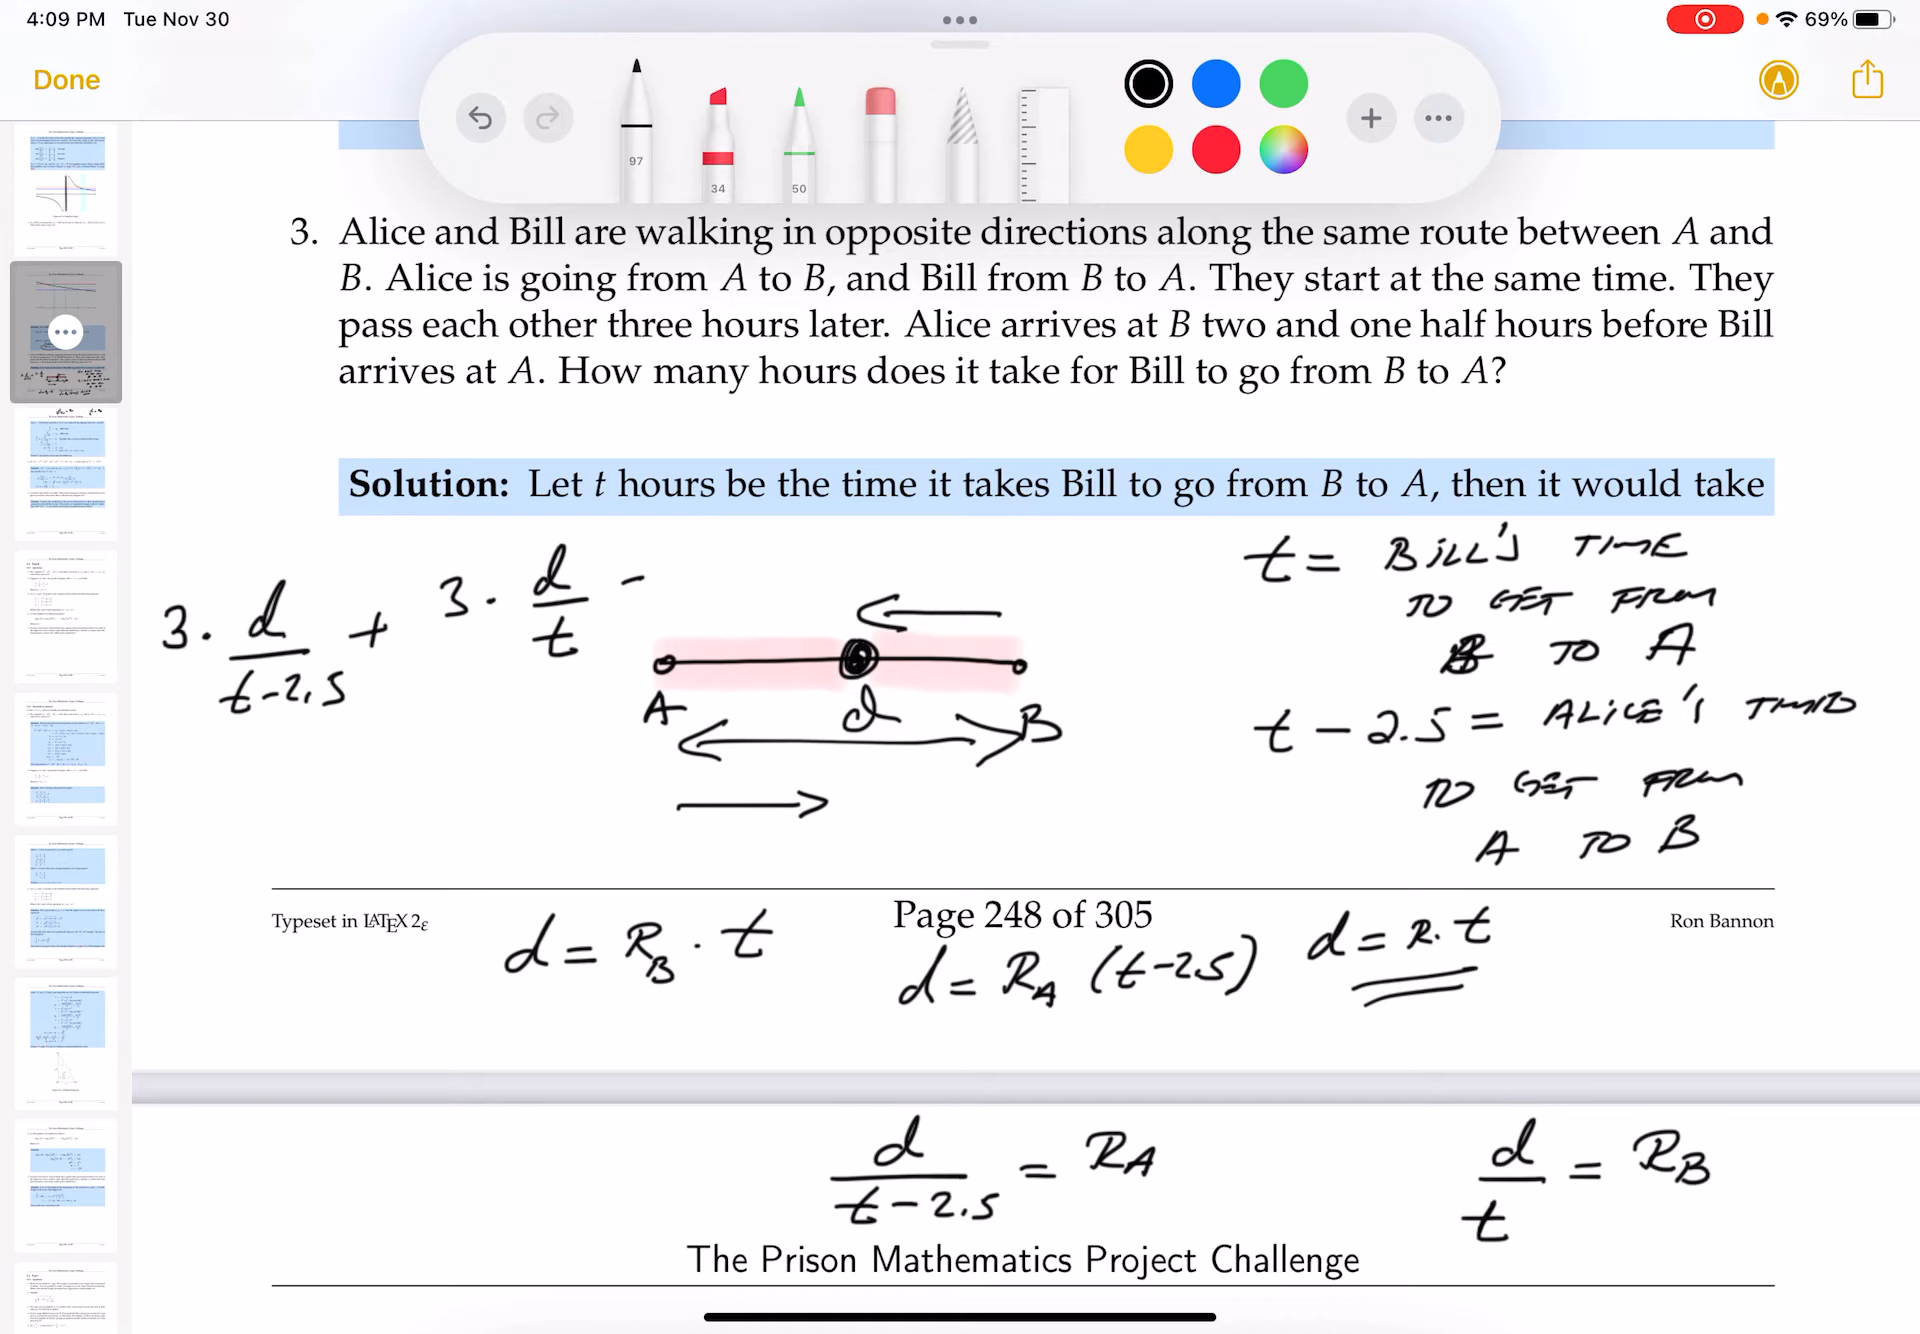 4:09 PM Tue Nov 30
69%
Done
97
34
50
3. Alice and Bill are walking in opposite directions along the same route between A and
B. Alice is going from A to B, and Bill from B to A. They start at the same time. They
pass each other three hours later. Alice arrives at B two and one half hours before Bill
arrives at A. How many hours does it take for Bill to go from B to A?
Solution: Let t hours be the time it takes Bill to go from B to A, then it would take
t = BILL'S TIME
TO GET FROM
B TO A
t - 2.5 = ALICE'S
TO GET FROM
A TO B
3. d/(t-2.5) + 3. d/t -
A d B
Typeset in LATEX 2ε Page 248 of 305 Ron Bannon
d = R_B . t d = R_A (t-2.5) d = R. t
d/(t-2.5) = R_A d/t = R_B
The Prison Mathematics Project Challenge